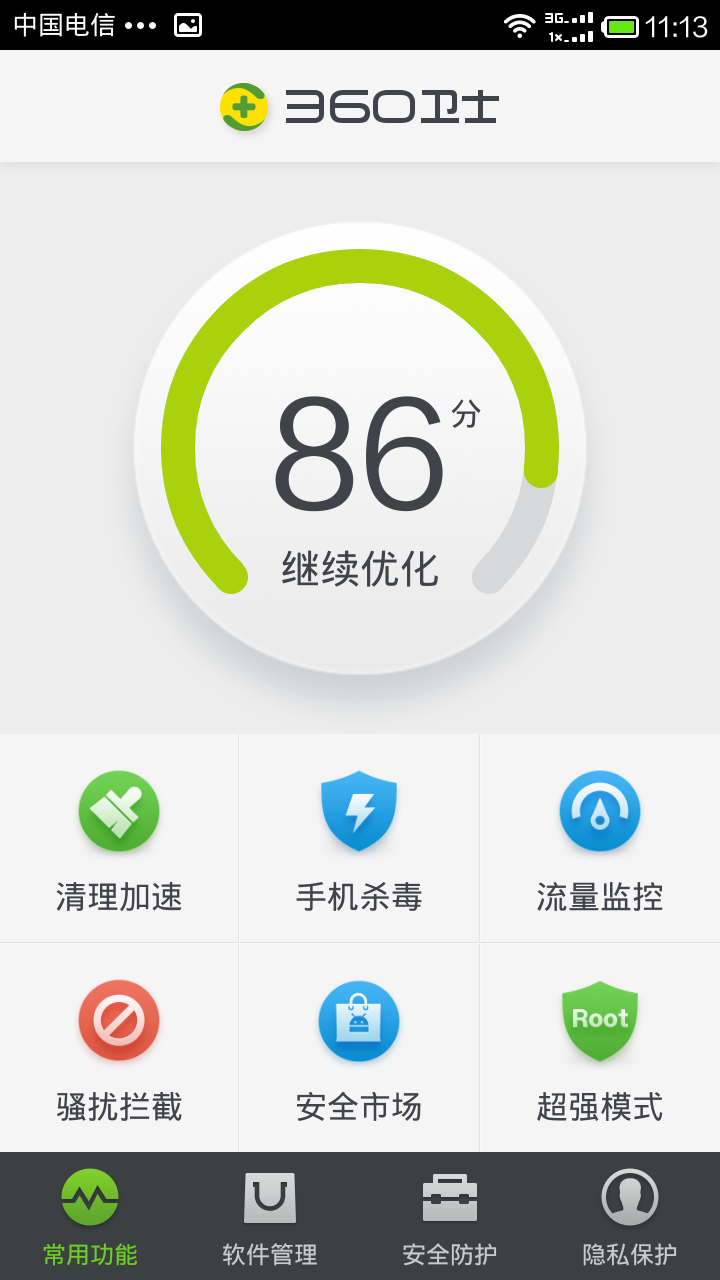 中国电信 ••• 3G 1x 11:13
360卫士
86分
继续优化
清理加速 手机杀毒 流量监控
Root
骚扰拦截 安全市场 超强模式
常用功能 软件管理 安全防护 隐私保护